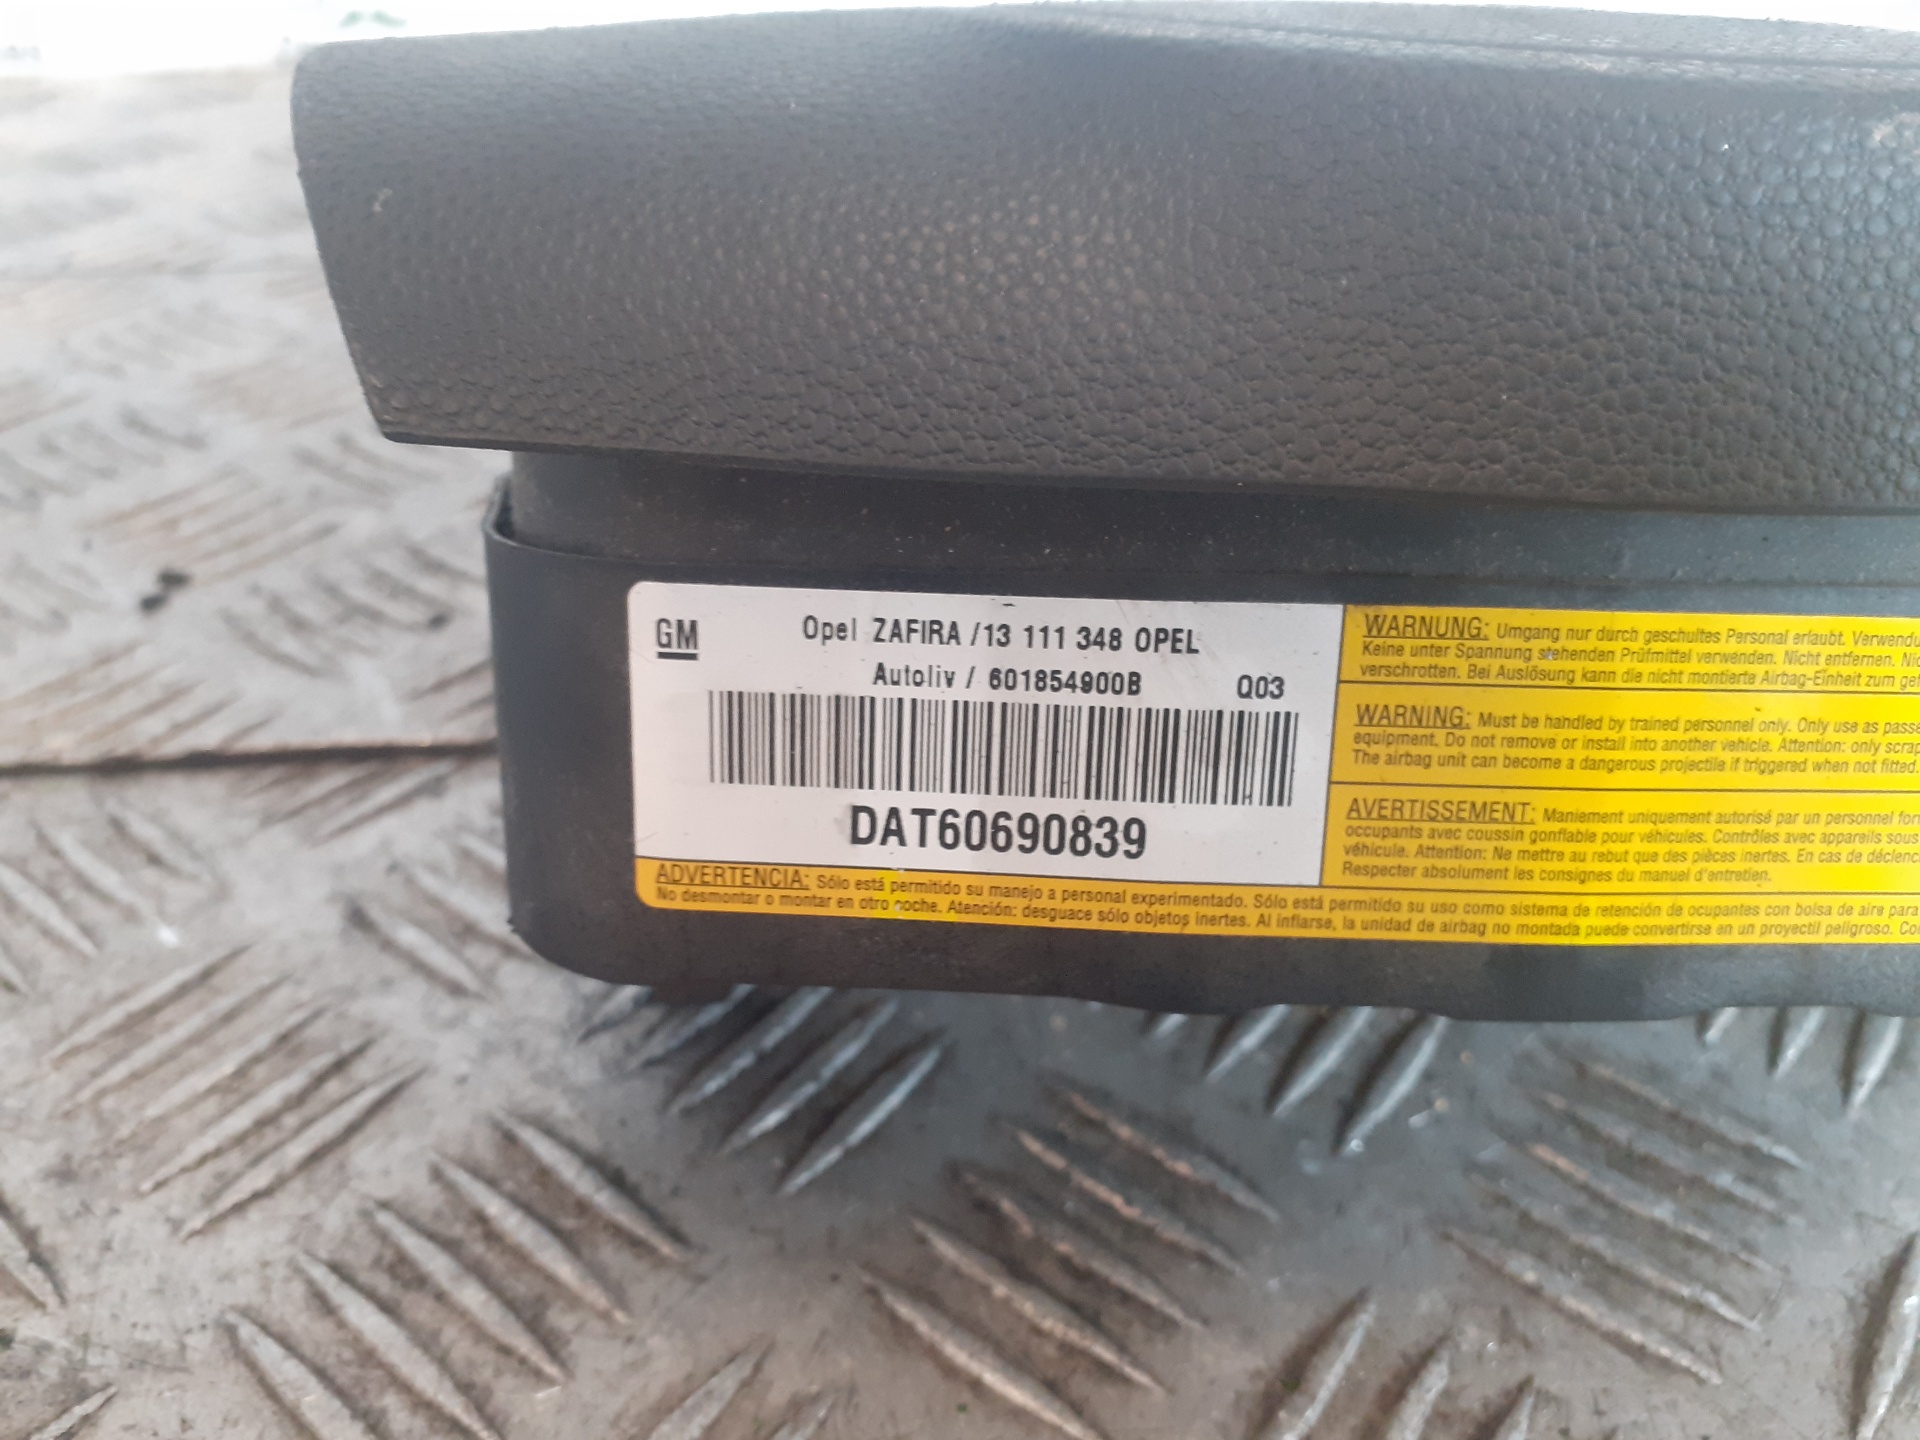 GM
Opel ZAFIRA / 13 111 348 OPEL
Autoliv / 601854900B Q03
DAT60690839
WARNUNG: Umgang nur durch geschultes Personal erlaubt. Verwendu
Keine unter Spannung stehenden Prüfmittel verwenden. Nicht entfernen. Nic
verschrotten. Bei Auslösung kann die nicht montierte Airbag-Einheit zum gef
WARNING: Must be handled by trained personnel only. Only use as passe
equipment. Do not remove or install into another vehicle. Attention: only scrap
The airbag unit can become a dangerous projectile if triggered when not fitted.
AVERTISSEMENT: Maniement uniquement autorisé par un personnel for
occupants avec coussin gonflable pour véhicules. Contrôles avec appareils sous
véhicule. Attention: Ne mettre au rebut que des pièces inertes. En cas de déclenc
Respecter absolument les consignes du manuel d'entretien.
ADVERTENCIA: Sólo está permitido su manejo a personal experimentado. Sólo está permitido su uso como sistema de retención de ocupantes con bolsa de aire para
No desmontar o montar en otro coche. Atención: desguace sólo objetos inertes. Al inflarse, la unidad de airbag no montada puede convertirse en un proyectil peligroso. Co